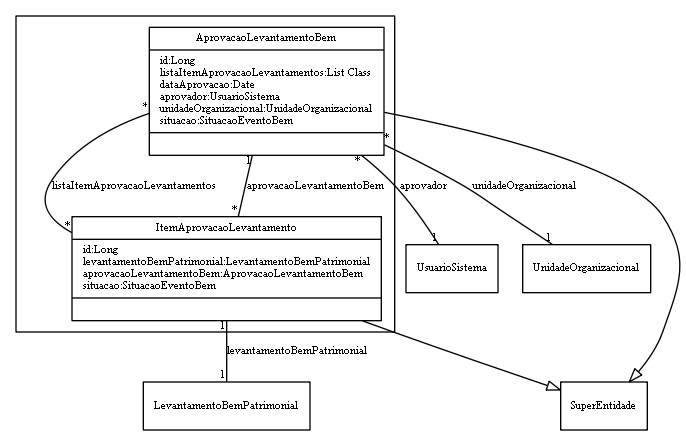 AprovacaoLevantamentoBem
id:Long
listaItemAprovacaoLevantamentos:List Class
dataAprovacao:Date
aprovador:UsuarioSistema
unidadeOrganizacional:UnidadeOrganizacional
situacao:SituacaoEventoBem
* * 1 * *
listaItemAprovacaoLevantamentos aprovacaoLevantamentoBem aprovador unidadeOrganizacional
* * 1 1
ItemAprovacaoLevantamento
id:Long
levantamentoBemPatrimonial:LevantamentoBemPatrimonial
aprovacaoLevantamentoBem:AprovacaoLevantamentoBem
situacao:SituacaoEventoBem
UsuarioSistema
UnidadeOrganizacional
1
levantamentoBemPatrimonial
1
LevantamentoBemPatrimonial
SuperEntidade